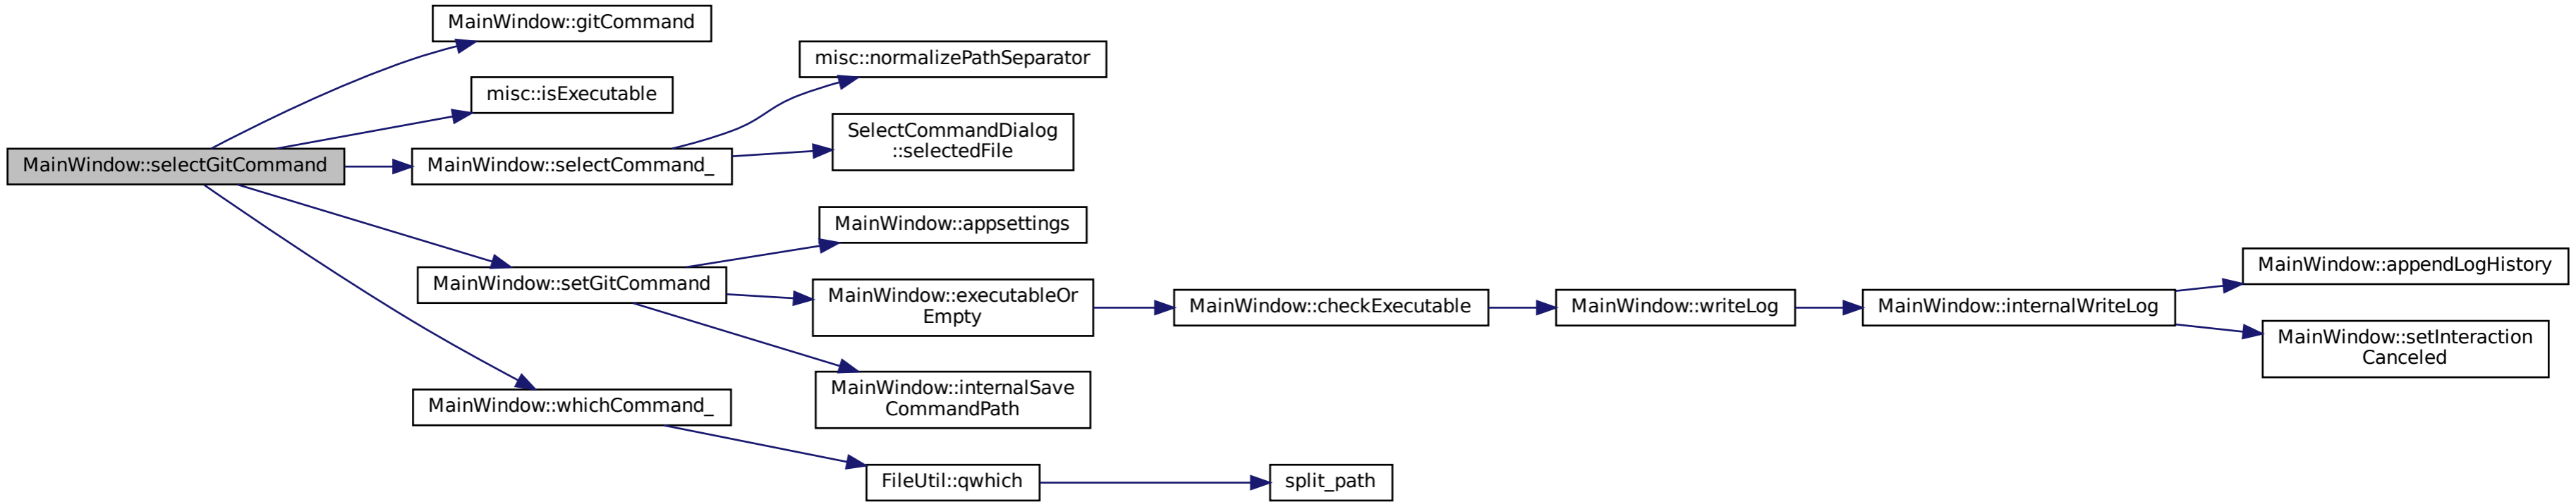 MainWindow::gitCommand
misc::isExecutable
MainWindow::selectGitCommand
MainWindow::selectCommand_
misc::normalizePathSeparator
SelectCommandDialog
::selectedFile
MainWindow::setGitCommand
MainWindow::appsettings
MainWindow::executableOr
Empty
MainWindow::checkExecutable
MainWindow::writeLog
MainWindow::internalWriteLog
MainWindow::appendLogHistory
MainWindow::setInteraction
Canceled
MainWindow::internalSave
CommandPath
MainWindow::whichCommand_
FileUtil::qwhich
split_path